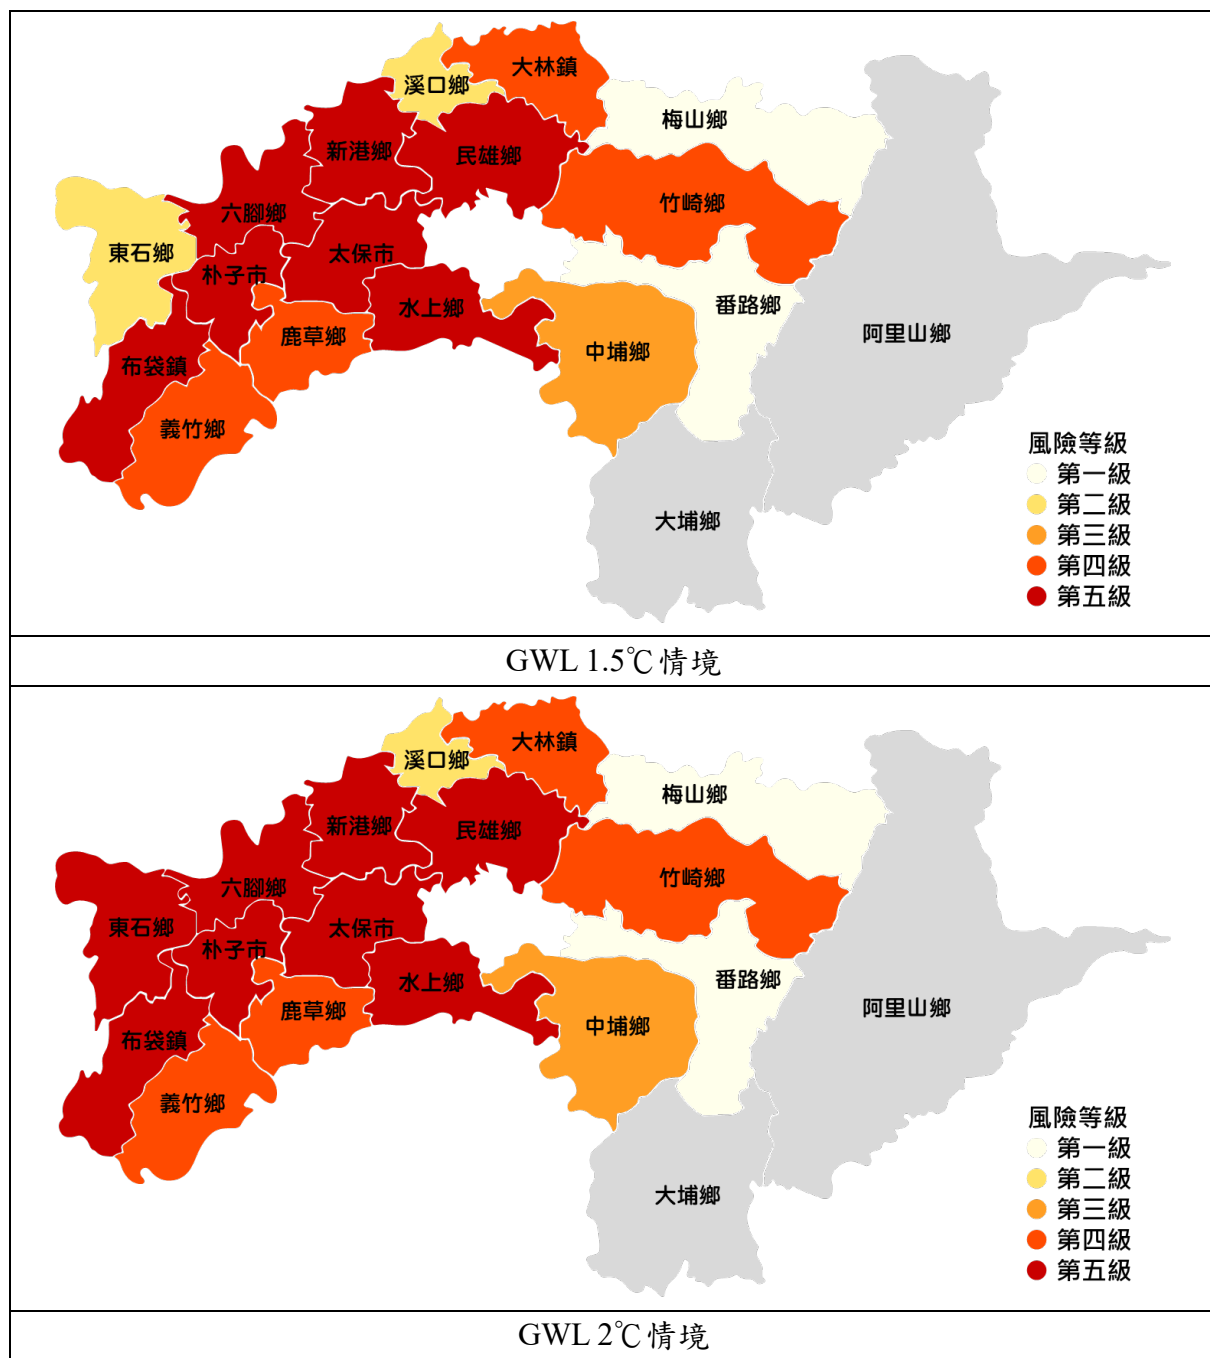 溪口鄉
大林鎮
梅山鄉
新港鄉
民雄鄉
竹崎鄉
六腳鄉
東石鄉
朴子市
太保市
水上鄉
番路鄉
鹿草鄉
中埔鄉
阿里山鄉
布袋鎮
義竹鄉
大埔鄉
風險等級
第一級
第二級
第三級
第四級
第五級
GWL 1.5℃情境
溪口鄉
大林鎮
梅山鄉
新港鄉
民雄鄉
竹崎鄉
六腳鄉
東石鄉
朴子市
太保市
水上鄉
番路鄉
鹿草鄉
中埔鄉
阿里山鄉
布袋鎮
義竹鄉
大埔鄉
風險等級
第一級
第二級
第三級
第四級
第五級
GWL 2℃情境